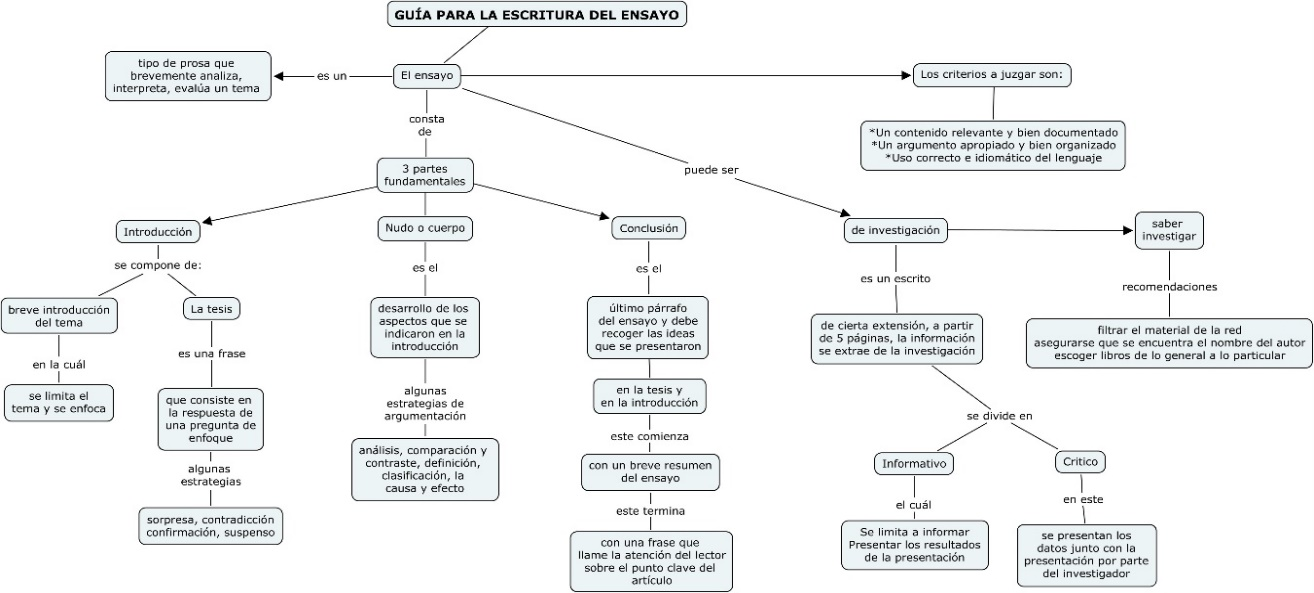 GUÍA PARA LA ESCRITURA DEL ENSAYO
tipo de prosa que
brevemente analiza,
interpreta, evalúa un tema
es un
El ensayo
Los criterios a juzgar son:
*Un contenido relevante y bien documentado
*Un argumento apropiado y bien organizado
*Uso correcto e idiomático del lenguaje
consta
de
3 partes
fundamentales
puede ser
Introducción
se compone de:
breve introducción
del tema
en la cuál
se limita el
tema y se enfoca
La tesis
es una frase
que consiste en
la respuesta de
una pregunta de
enfoque
algunas
estrategias
sorpresa, contradicción
confirmación, suspenso
Nudo o cuerpo
es el
desarrollo de los
aspectos que se
indicaron en la
introducción
algunas
estrategias de
argumentación
análisis, comparación y
contraste, definición,
clasificación, la
causa y efecto
Conclusión
es el
último párrafo
del ensayo y debe
recoger las ideas
que se presentaron
en la tesis y
en la introducción
este comienza
con un breve resumen
del ensayo
este termina
con una frase que
llame la atención del lector
sobre el punto clave del
artículo
de investigación
es un escrito
de cierta extensión, a partir
de 5 páginas, la información
se extrae de la investigación
se divide en
Informativo
el cuál
Se limita a informar
Presentar los resultados
de la presentación
Critico
en este
se presentan los
datos junto con la
presentación por parte
del investigador
saber
investigar
recomendaciones
filtrar el material de la red
asegurarse que se encuentra el nombre del autor
escoger libros de lo general a lo particular